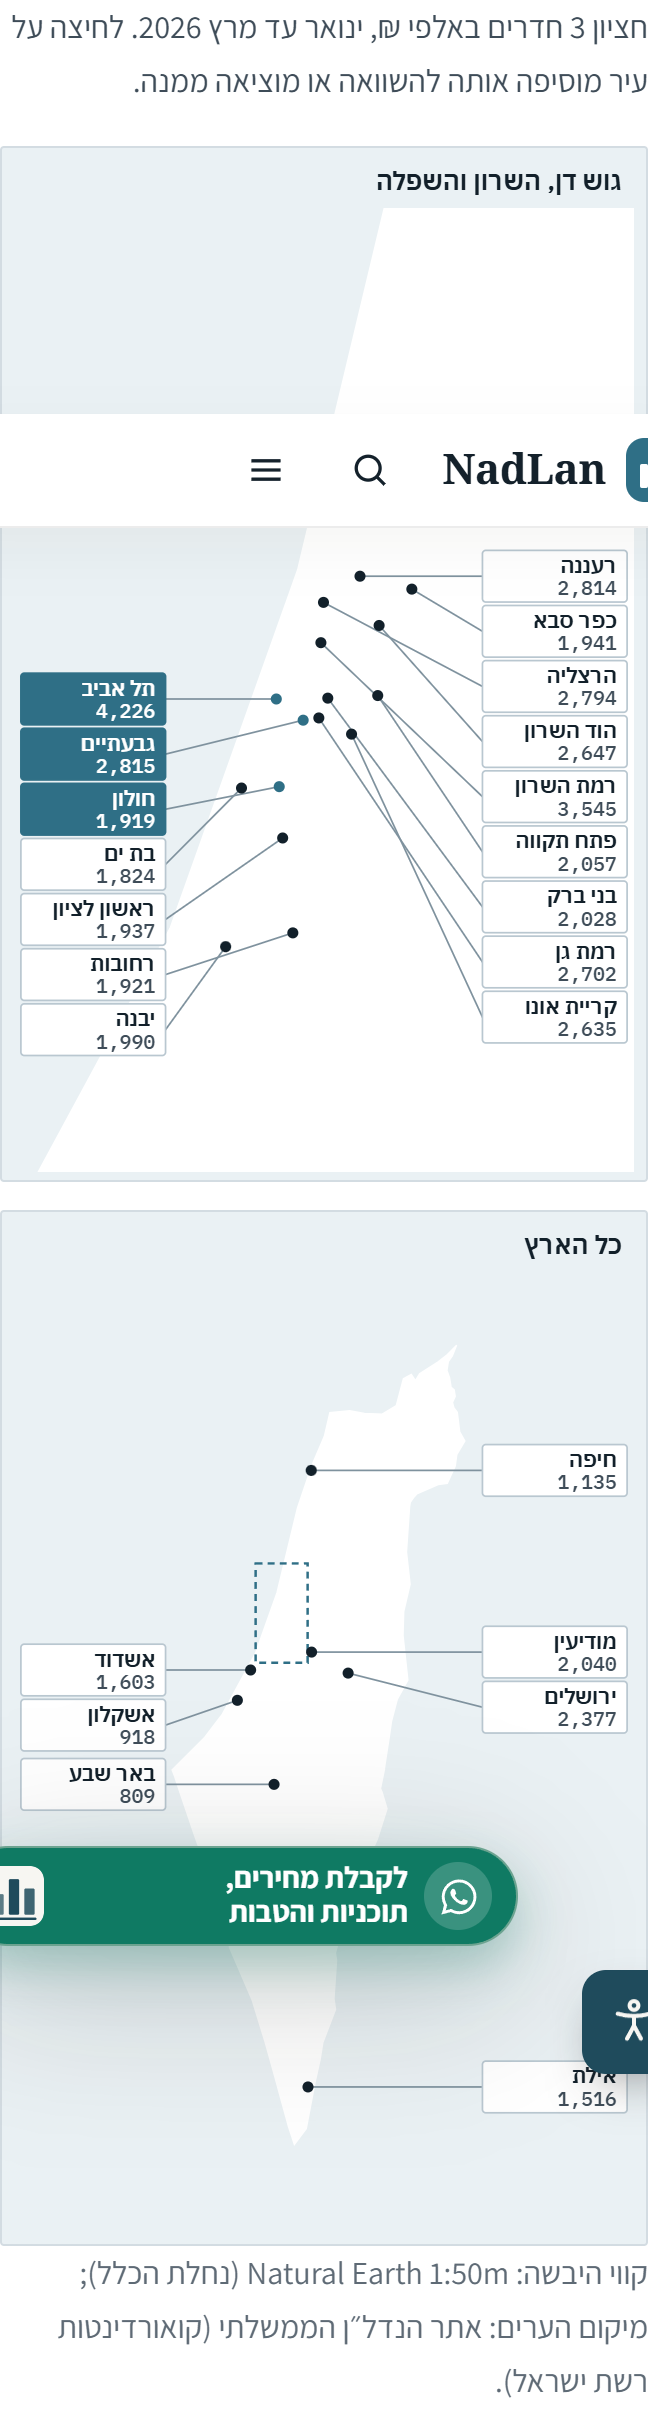 חציון 3 חדרים באלפי ₪, ינואר עד מרץ 2026. לחיצה על
עיר מוסיפה אותה להשוואה או מוציאה ממנה.
גוש דן, השרון והשפלה
NadLan
רעננה
2,814
כפר סבא
1,941
הרצליה
2,794
הוד השרון
2,647
רמת השרון
3,545
פתח תקווה
2,057
בני ברק
2,028
רמת גן
2,702
קריית אונו
2,635
תל אביב
4,226
גבעתיים
2,815
חולון
1,919
בת ים
1,824
ראשון לציון
1,937
רחובות
1,921
יבנה
1,990
כל הארץ
חיפה
1,135
מודיעין
2,040
ירושלים
2,377
אשדוד
1,603
אשקלון
918
באר שבע
809
לקבלת מחירים,
תוכניות והטבות
אילת
1,516
קווי היבשה: Natural Earth 1:50m (נחלת הכלל);
מיקום הערים: אתר הנדל״ן הממשלתי (קואורדינטות
רשת ישראל).